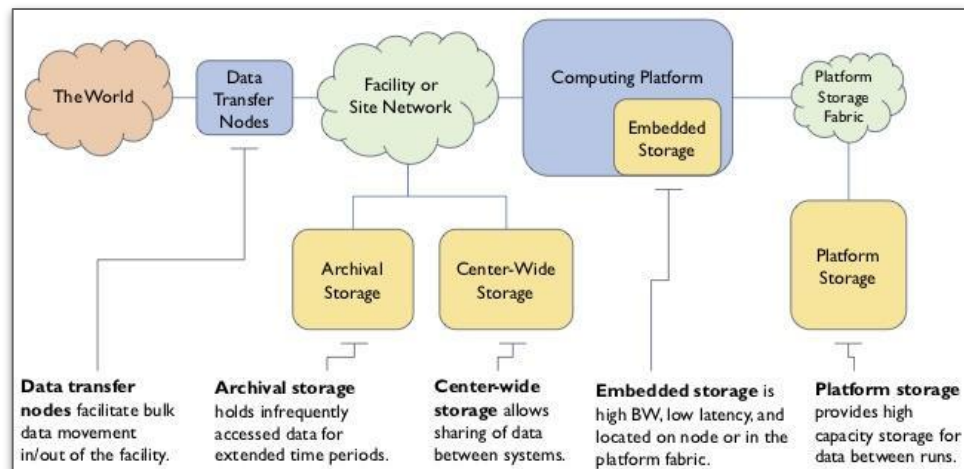 The World
Data
Transfer
Nodes
Facility or
Site Network
Computing Platform
Embedded
Storage
Platform
Storage
Fabric
Archival
Storage
Center-Wide
Storage
Platform
Storage
Data transfer
nodes facilitate bulk
data movement
in/out of the facility.
Archival storage
holds infrequently
accessed data for
extended time periods.
Center-wide
storage allows
sharing of data
between systems.
Embedded storage is
high BW, low latency, and
located on node or in the
platform fabric.
Platform storage
provides high
capacity storage for
data between runs.